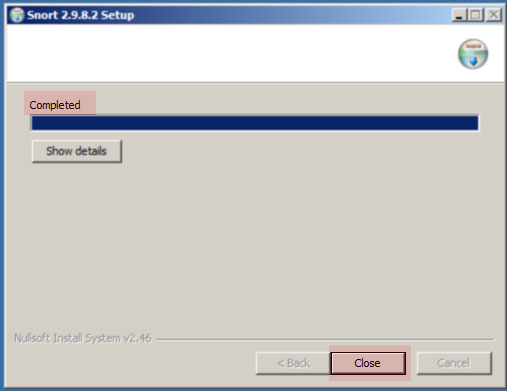 Snort 2.9.8.2 Setup
Completed
Show details
Nullsoft Install System v2.46
< Back Close Cancel